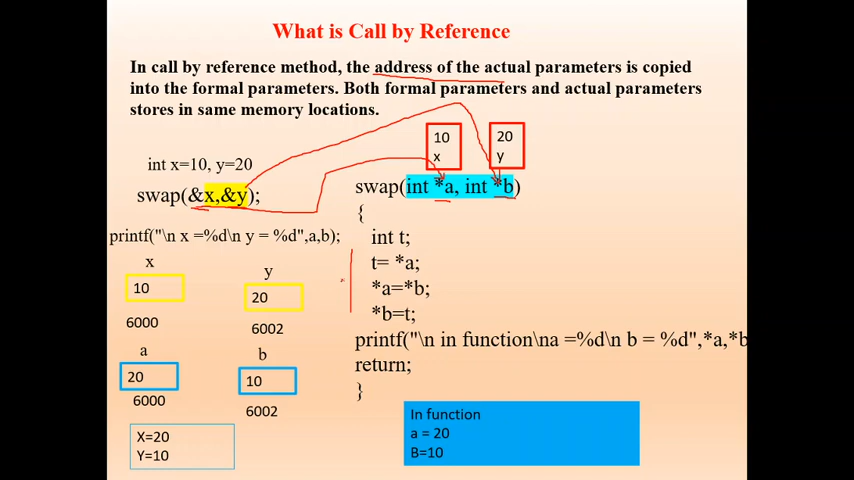 What is Call by Reference
In call by reference method, the address of the actual parameters is copied
into the formal parameters. Both formal parameters and actual parameters
stores in same memory locations.
10
x
20
y
int x=10, y=20
swap(&x,&y);
swap(int *a, int *b)
{
printf("\n x =%d\n y = %d",a,b);
int t;
t= *a;
*a=*b;
*b=t;
printf("\n in function\na =%d\n b = %d",*a,*b
return;
}
x
10
6000
y
20
6002
a
20
6000
b
10
6002
X=20
Y=10
In function
a = 20
B=10